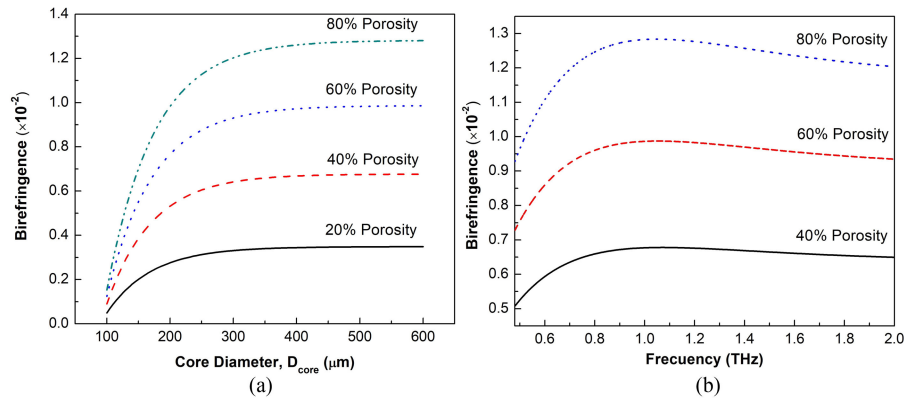 1.4
1.2
1.0
0.8
0.6
0.4
0.2
0.0
Birefringence (×10⁻²)
80% Porosity
60% Porosity
40% Porosity
20% Porosity
100 200 300 400 500 600
Core Diameter, D_core (μm)
(a)
1.3
1.2
1.1
1.0
0.9
0.8
0.7
0.6
0.5
Birefringence (×10⁻²)
80% Porosity
60% Porosity
40% Porosity
0.6 0.8 1.0 1.2 1.4 1.6 1.8 2.0
Frecuency (THz)
(b)